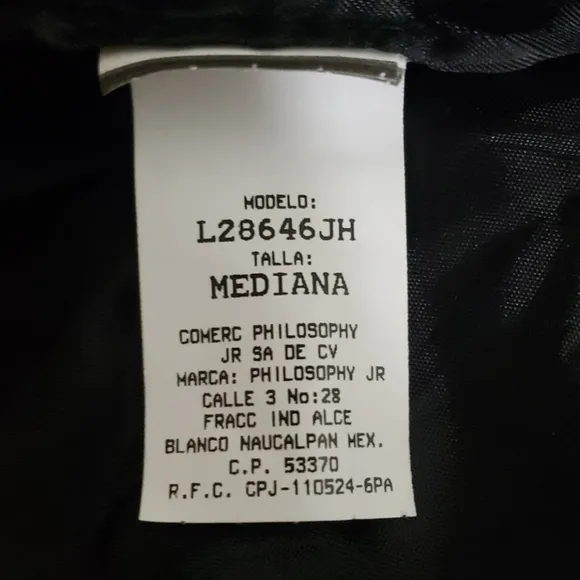 MODELO:
L28646JH
TALLA:
MEDIANA
COMERC PHILOSOPHY
JR SA DE CV
MARCA: PHILOSOPHY JR
CALLE 3 No:28
FRACC IND ALCE
BLANCO NAUCALPAN MEX.
C.P. 53370
R.F.C. CPJ-110524-6PA